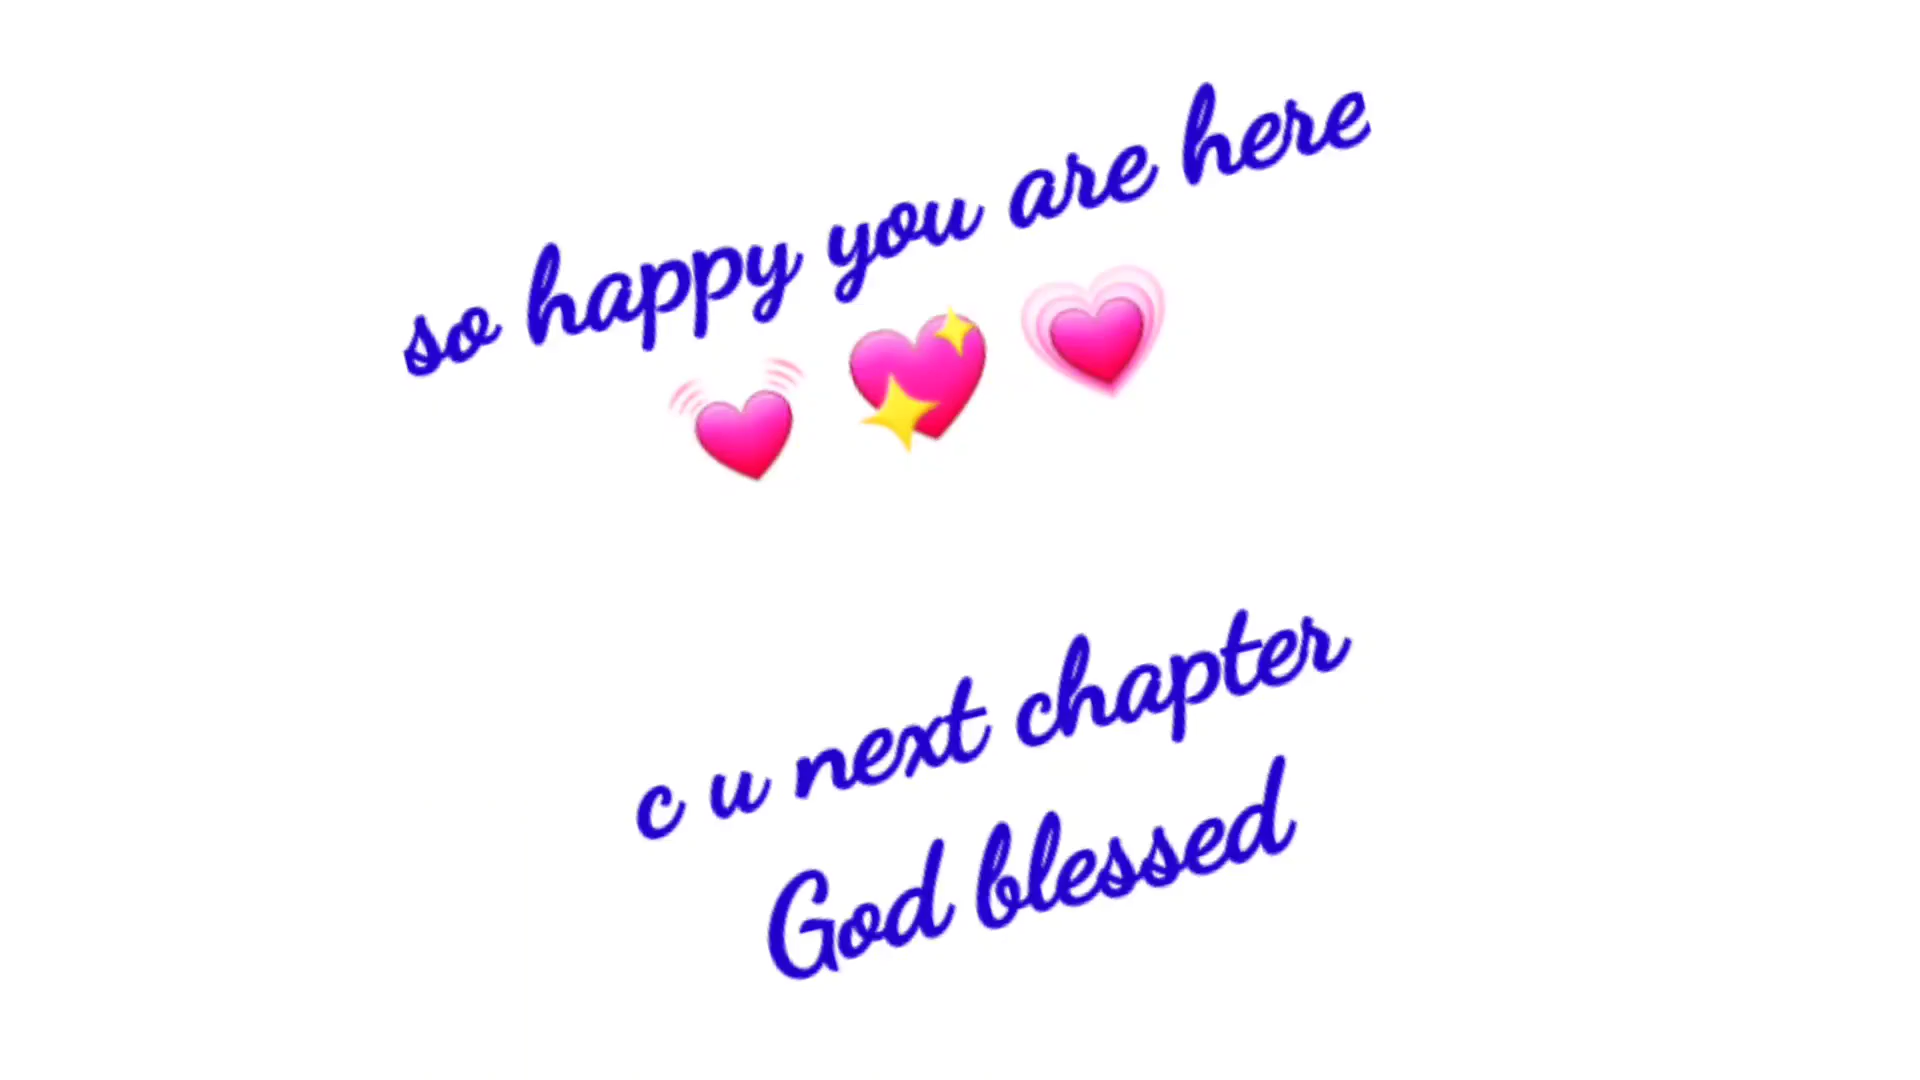 so happy you are here
💓 💖 💗
c u next chapter
God blessed